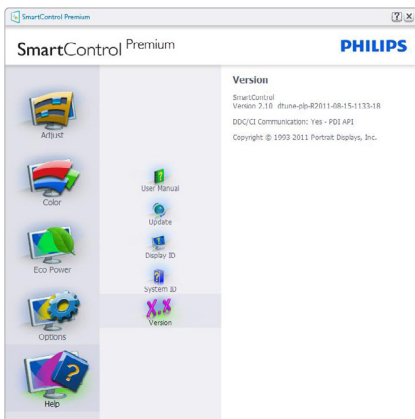 SmartControl Premium
SmartControl Premium
PHILIPS
Adjust
Color
Eco Power
Options
Help
User Manual
Update
Display ID
System ID
X.X
Version
Version
SmartControl
Version 2.10 dtune-plp-R2011-08-15-1133-18
DDC/CI Communication: Yes - PDI API
Copyright © 1993-2011 Portrait Displays, Inc.